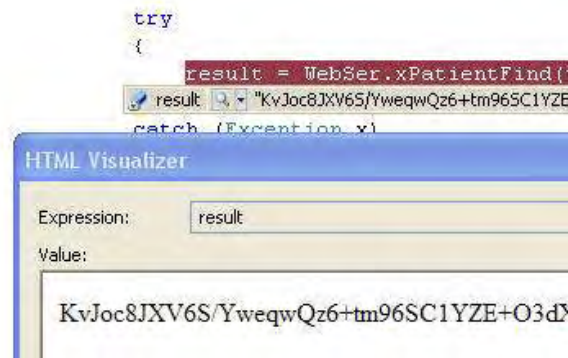 try
{
result = WebSer.xPatientFind(
result "KvJoc8JXV6S/YweqwQz6+tm96SC1YZE
catch (Exception x)
HTML Visualizer
Expression: result
Value:
KvJoc8JXV6S/YweqwQz6+tm96SC1YZE+O3dX